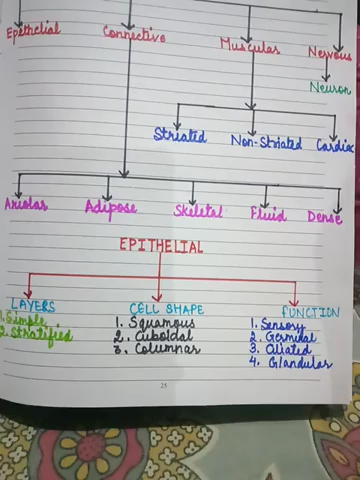 Epithelial Connective Muscular Nervous
Neuron
Striated Non-Striated Cardiac
Areolar Adipose Skeletal Fluid Dense
EPITHELIAL
LAYERS CELL SHAPE FUNCTION
1. Simple 1. Squamous 1. Sensory
2. Stratified 2. Cuboidal 2. Germinal
3. Columnar 3. Ciliated
4. Glandular
25